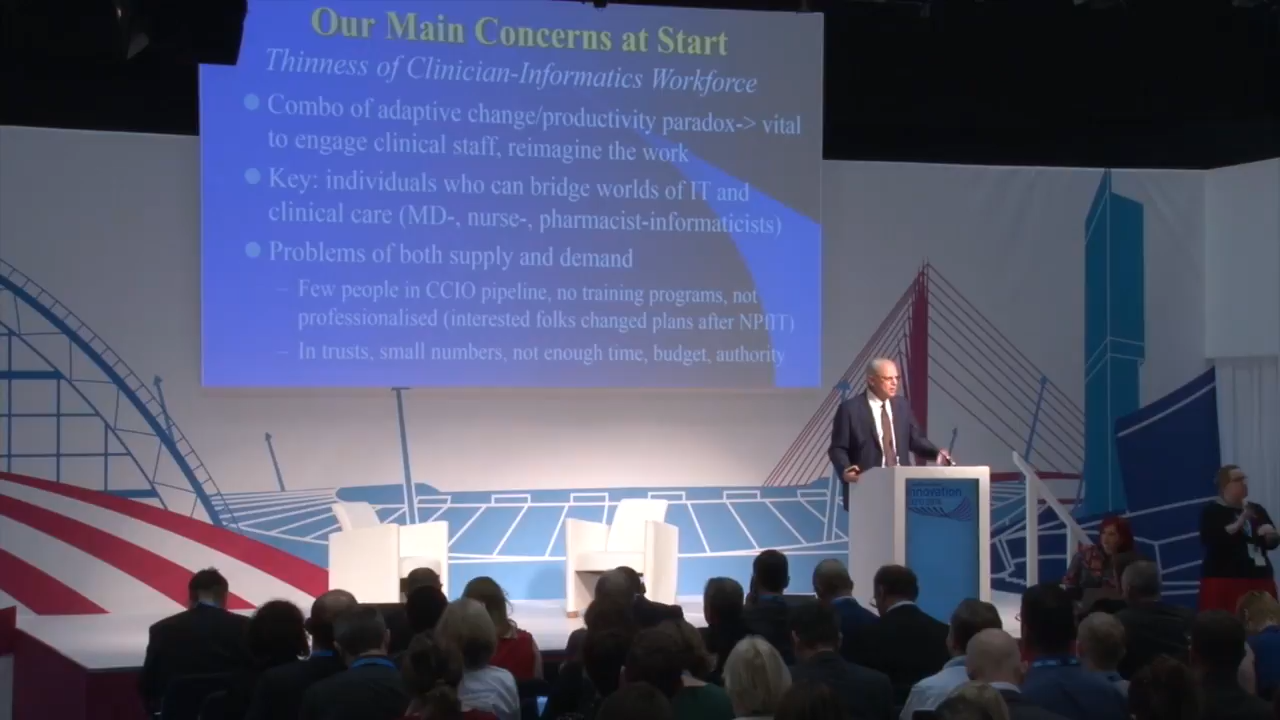 Our Main Concerns at Start
Thinness of Clinician-Informatics Workforce
● Combo of adaptive change/productivity paradox-> vital
to engage clinical staff, reimagine the work
● Key: individuals who can bridge worlds of IT and
clinical care (MD-, nurse-, pharmacist-informaticists)
● Problems of both supply and demand
– Few people in CCIO pipeline, no training programs, not
professionalised (interested folks changed plans after NPfIT)
– In trusts, small numbers, not enough time, budget, authority
innovation